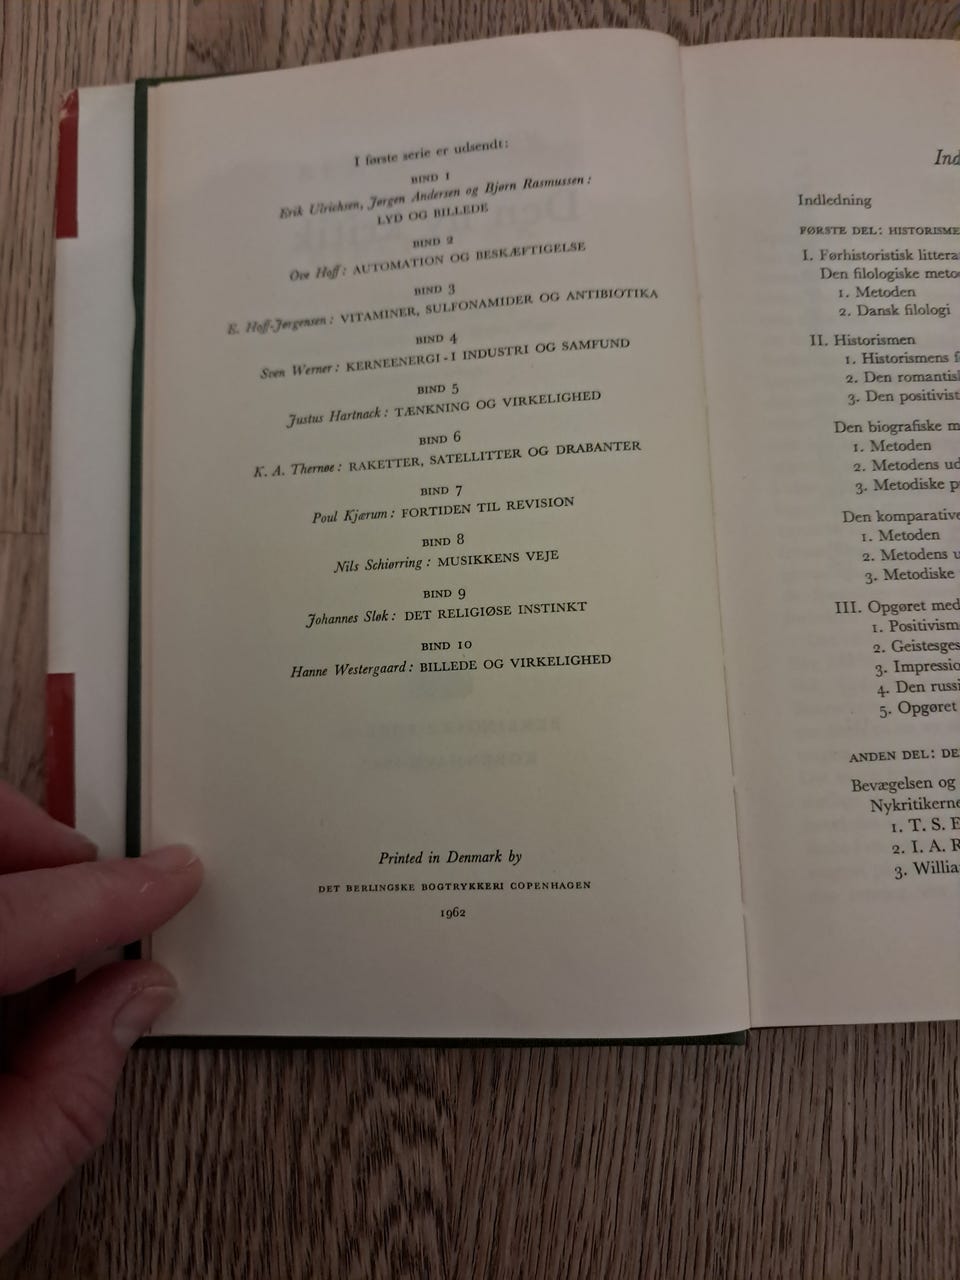 I første serie er udsendt:
BIND 1
Erik Ulrichsen, Jørgen Andersen og Bjørn Rasmussen:
LYD OG BILLEDE
BIND 2
Ove Hoff: AUTOMATION OG BESKÆFTIGELSE
BIND 3
E. Hoff-Jørgensen: VITAMINER, SULFONAMIDER OG ANTIBIOTIKA
BIND 4
Sven Werner: KERNEENERGI - I INDUSTRI OG SAMFUND
BIND 5
Justus Hartnack: TÆNKNING OG VIRKELIGHED
BIND 6
K. A. Thernøe: RAKETTER, SATELLITTER OG DRABANTER
BIND 7
Poul Kjærum: FORTIDEN TIL REVISION
BIND 8
Nils Schiørring: MUSIKKENS VEJE
BIND 9
Johannes Sløk: DET RELIGIØSE INSTINKT
BIND 10
Hanne Westergaard: BILLEDE OG VIRKELIGHED
Printed in Denmark by
DET BERLINGSKE BOGTRYKKERI COPENHAGEN
1962
Ind
Indledning
FØRSTE DEL: HISTORISME
I. Førhistoristisk littera
Den filologiske meto
1. Metoden
2. Dansk filologi
II. Historismen
1. Historismens f
2. Den romantis
3. Den positivist
Den biografiske m
1. Metoden
2. Metodens ud
3. Metodiske p
Den komparative
1. Metoden
2. Metodens u
3. Metodiske
III. Opgøret med
1. Positivism
2. Geistesges
3. Impressio
4. Den russi
5. Opgøret
ANDEN DEL: DE
Bevægelsen og
Nykritikerne
1. T. S. E
2. I. A. R
3. Willia